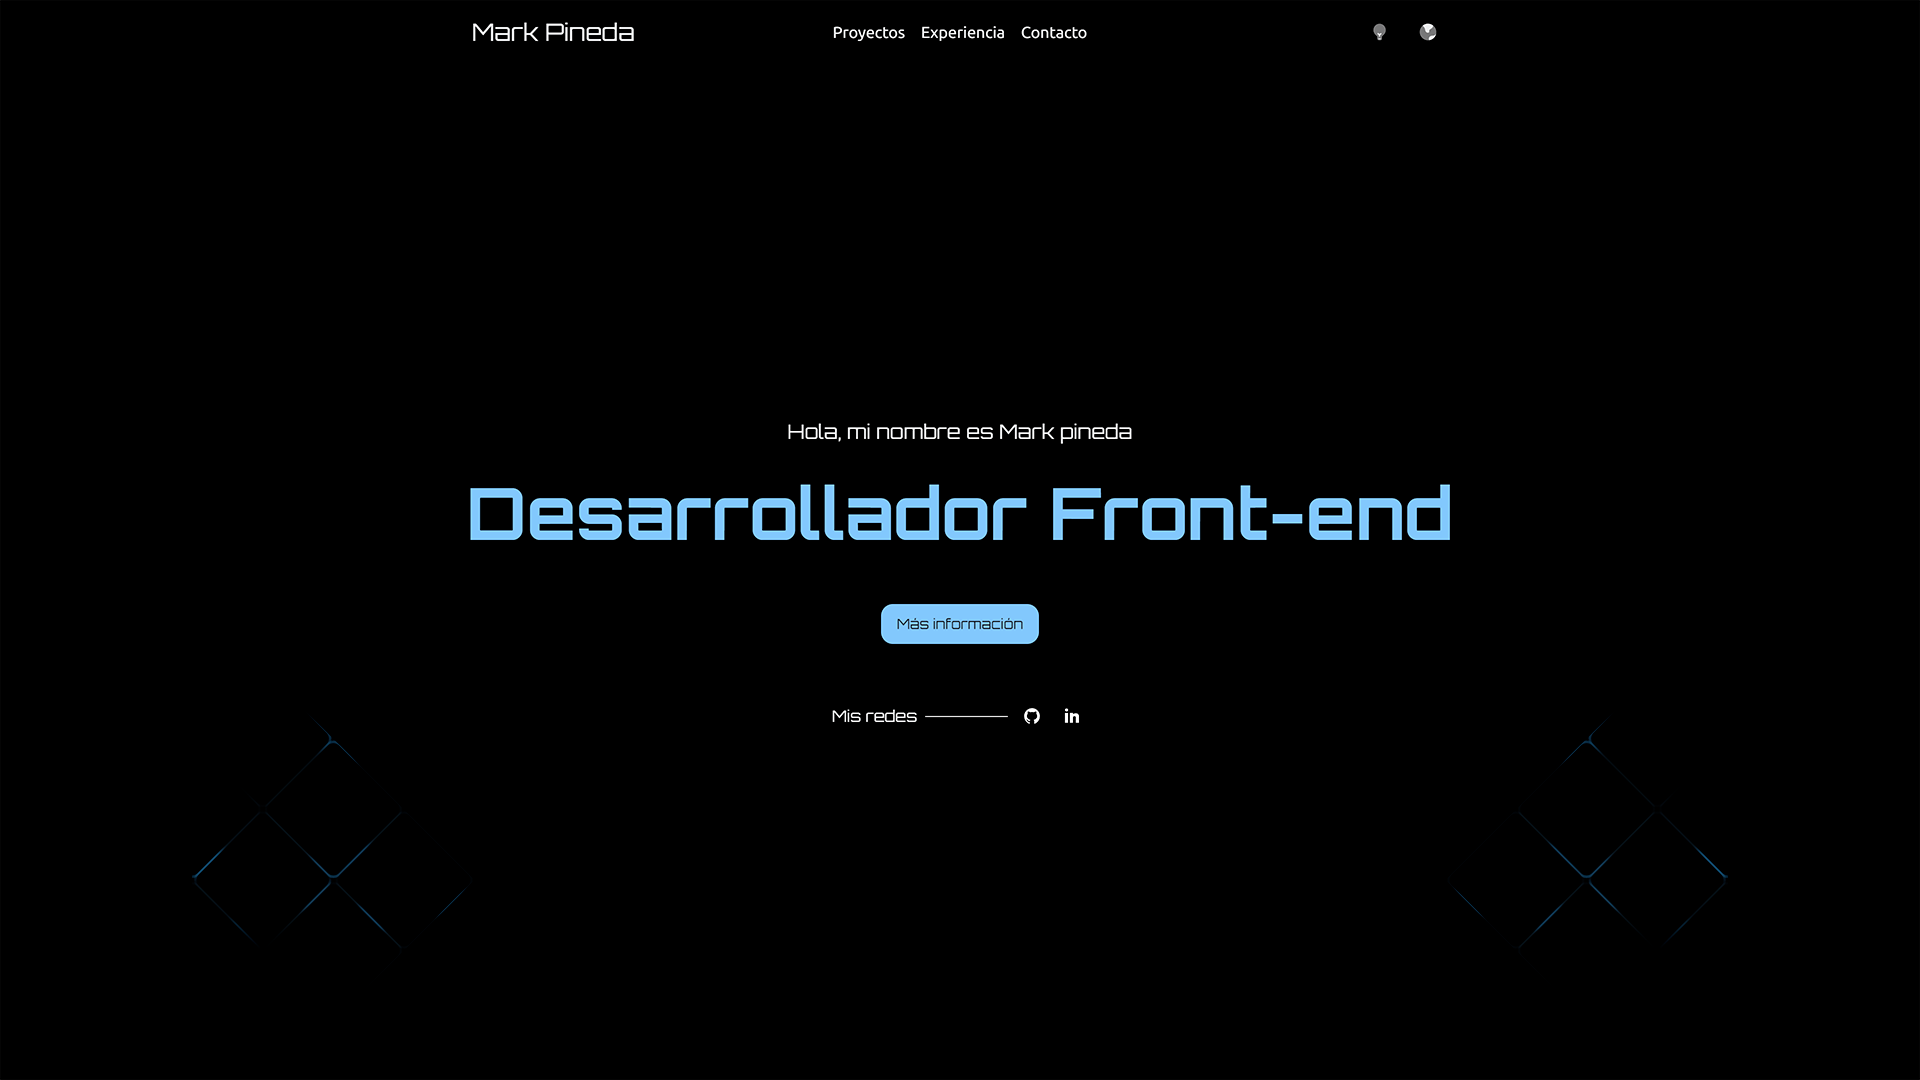 Mark Pineda
Proyectos Experiencia Contacto
Hola, mi nombre es Mark pineda
Desarrollador Front-end
Más información
Mis redes